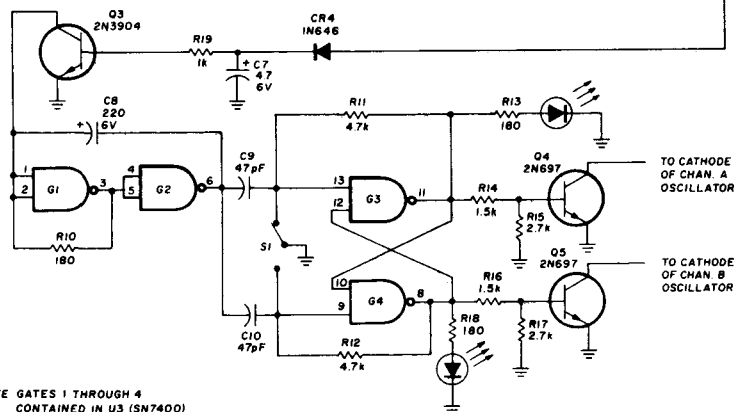 Q3
2N3904
R19
1k
CR4
1N646
C7
4.7
6V
C8
220
6V
R11
4.7k
R13
180
C9
47pF
Q4
2N697
TO CATHODE
OF CHAN. A
OSCILLATOR
1
2
G1
3
4
5
G2
6
13
12
G3
11
R14
1.5k
R15
2.7k
R10
180
S1
Q5
2N697
TO CATHODE
OF CHAN. B
OSCILLATOR
R16
1.5k
10
9
G4
8
R17
2.7k
R18
180
C10
47pF
R12
4.7k
E GATES 1 THROUGH 4
CONTAINED IN U3 (SN7400)